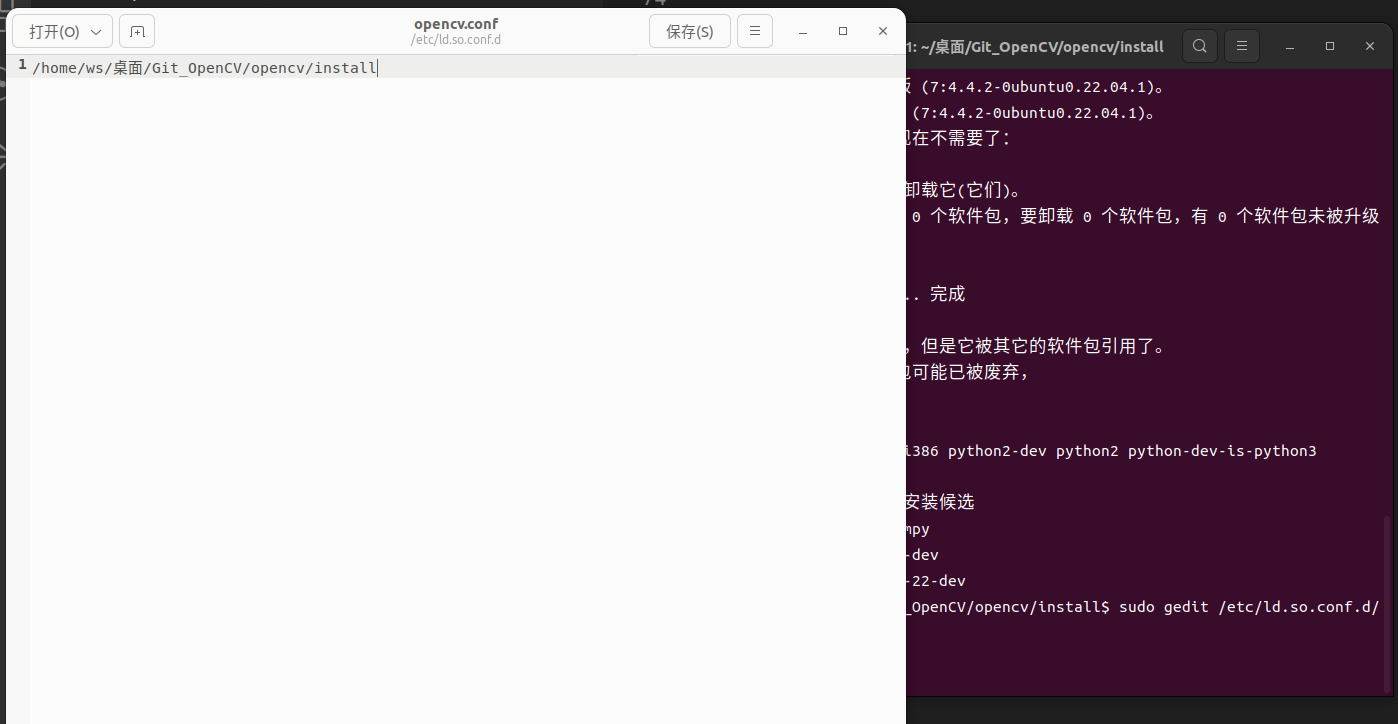 打开(O)
opencv.conf
/etc/ld.so.conf.d
保存(S)
1 /home/ws/桌面/Git_OpenCV/opencv/install
1: ~/桌面/Git_OpenCV/opencv/install
(7:4.4.2-0ubuntu0.22.04.1)。
(7:4.4.2-0ubuntu0.22.04.1)。
在不需要了:
卸载它(它们)。
0 个软件包，要卸载 0 个软件包，有 0 个软件包未被升级
.. 完成
，但是它被其它的软件包引用了。
可能已被废弃，
i386 python2-dev python2 python-dev-is-python3
安装候选
mpy
-dev
-22-dev
_OpenCV/opencv/install$ sudo gedit /etc/ld.so.conf.d/